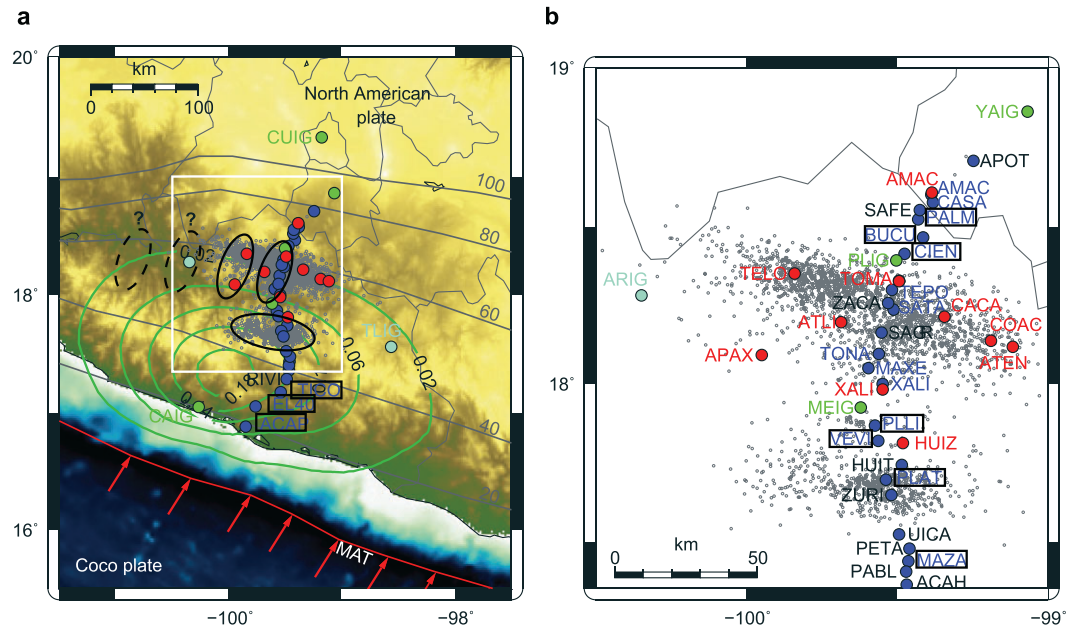 a
20°
18°
16°
−100°
−98°
km
0
100
North American
plate
CUIG
100
80
60
40
20
?
?
0.02
0.06
0.02
0.1
TLIG
RIVI
CAIG
ACAP
MAT
Coco plate
b
19°
18°
−100°
−99°
YAIG
APOT
AMAC
AMAC
CASA
SAFE
PALM
BUCU
CIEN
PLIG
ARIG
TELO
TOMA
TEPO
ZACA
SATA
CACA
ATLI
COAC
APAX
TONA
ATEN
MAXE
XALI
XALI
MEIG
PLLI
VEVI
HUIZ
HUIT
PLAT
ZURI
UICA
PETA
MAZA
PABL
ACAH
km
0
50